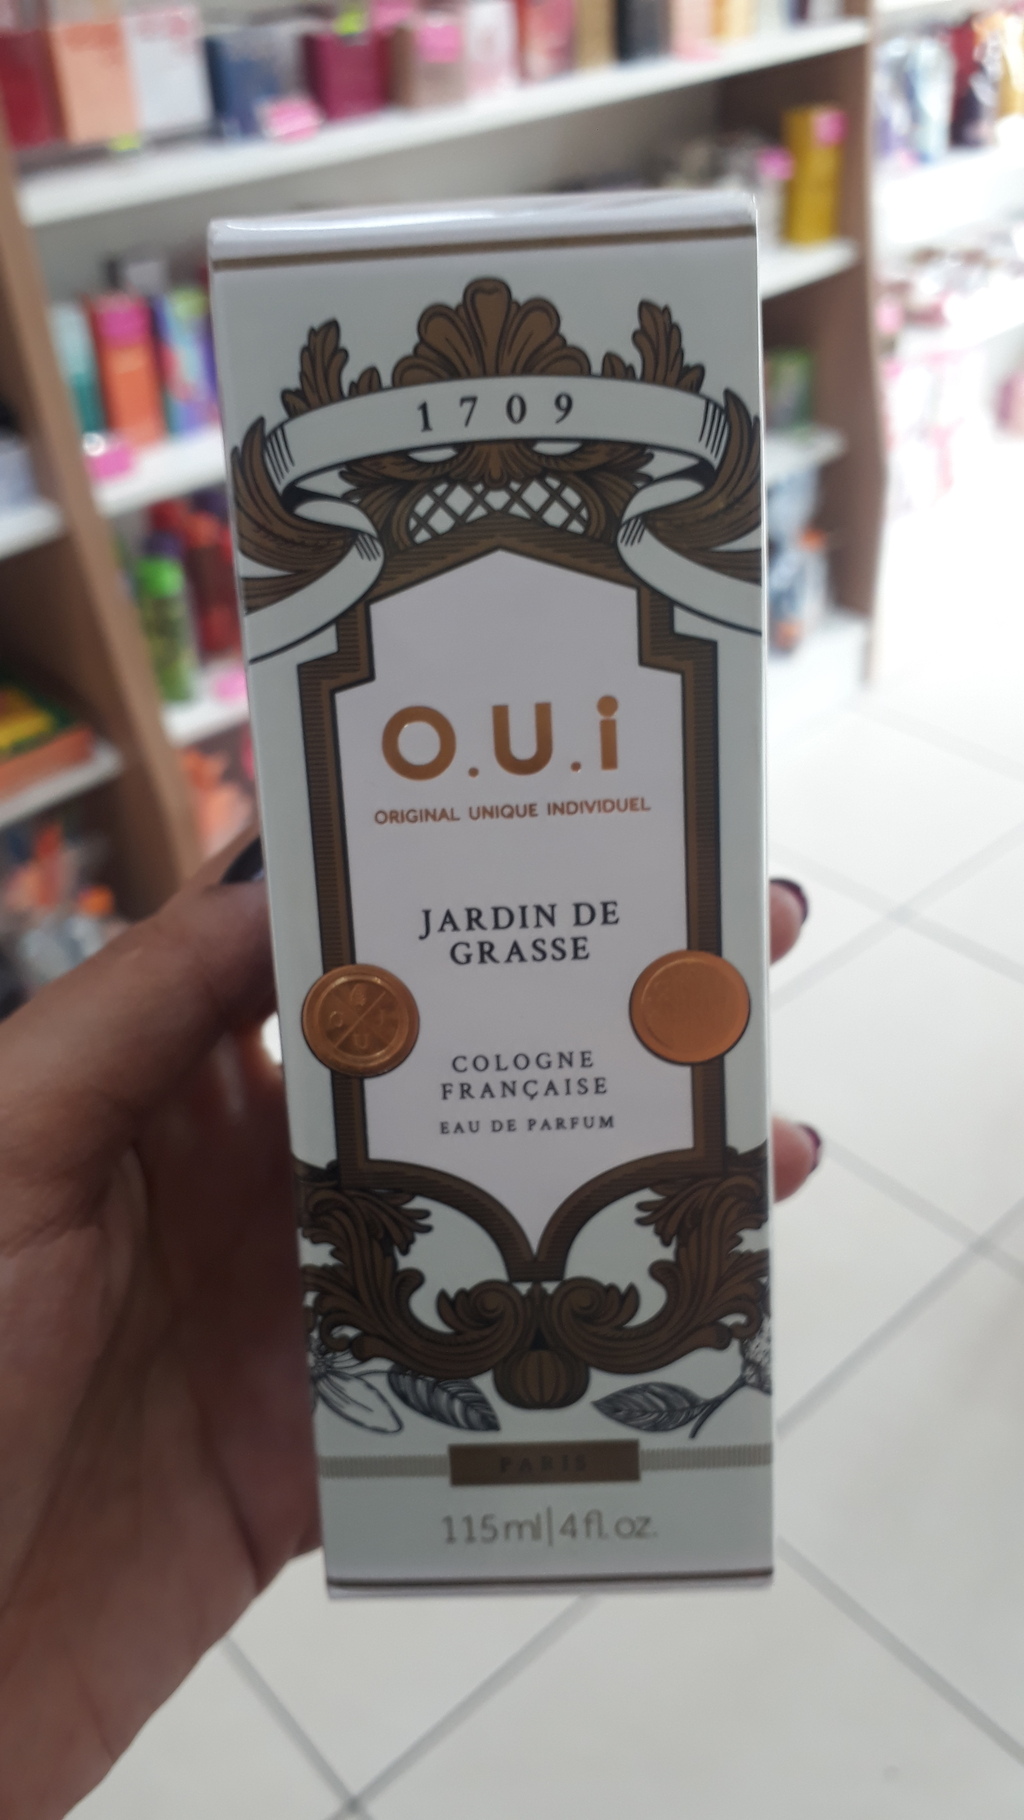 1709
O.U.i
ORIGINAL UNIQUE INDIVIDUEL
JARDIN DE
GRASSE
COLOGNE
FRANÇAISE
EAU DE PARFUM
PARIS
115ml|4fl.oz.